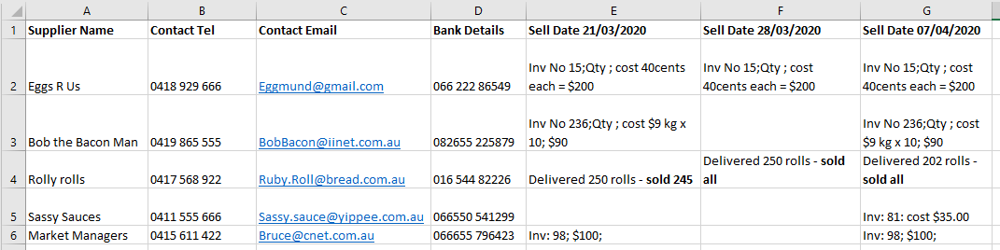 A B C D E F G
1 Supplier Name Contact Tel Contact Email Bank Details Sell Date 21/03/2020 Sell Date 28/03/2020 Sell Date 07/04/2020
Inv No 15;Qty ; cost 40cents Inv No 15;Qty ; cost Inv No 15;Qty ; cost
2 Eggs R Us 0418 929 666 Eggmund@gmail.com 066 222 86549 each = $200 40cents each = $200 40cents each = $200
Inv No 236;Qty ; cost $9 kg x Inv No 236;Qty ; cost
3 Bob the Bacon Man 0419 865 555 BobBacon@iinet.com.au 082655 225879 10; $90 $9 kg x 10; $90
Delivered 250 rolls - sold Delivered 202 rolls -
4 Rolly rolls 0417 568 922 Ruby.Roll@bread.com.au 016 544 82226 Delivered 250 rolls - sold 245 all sold all
5 Sassy Sauces 0411 555 666 Sassy.sauce@yippee.com.au 066550 541299 Inv: 81: cost $35.00
6 Market Managers 0415 611 422 Bruce@cnet.com.au 066655 796423 Inv: 98; $100; Inv: 98; $100;